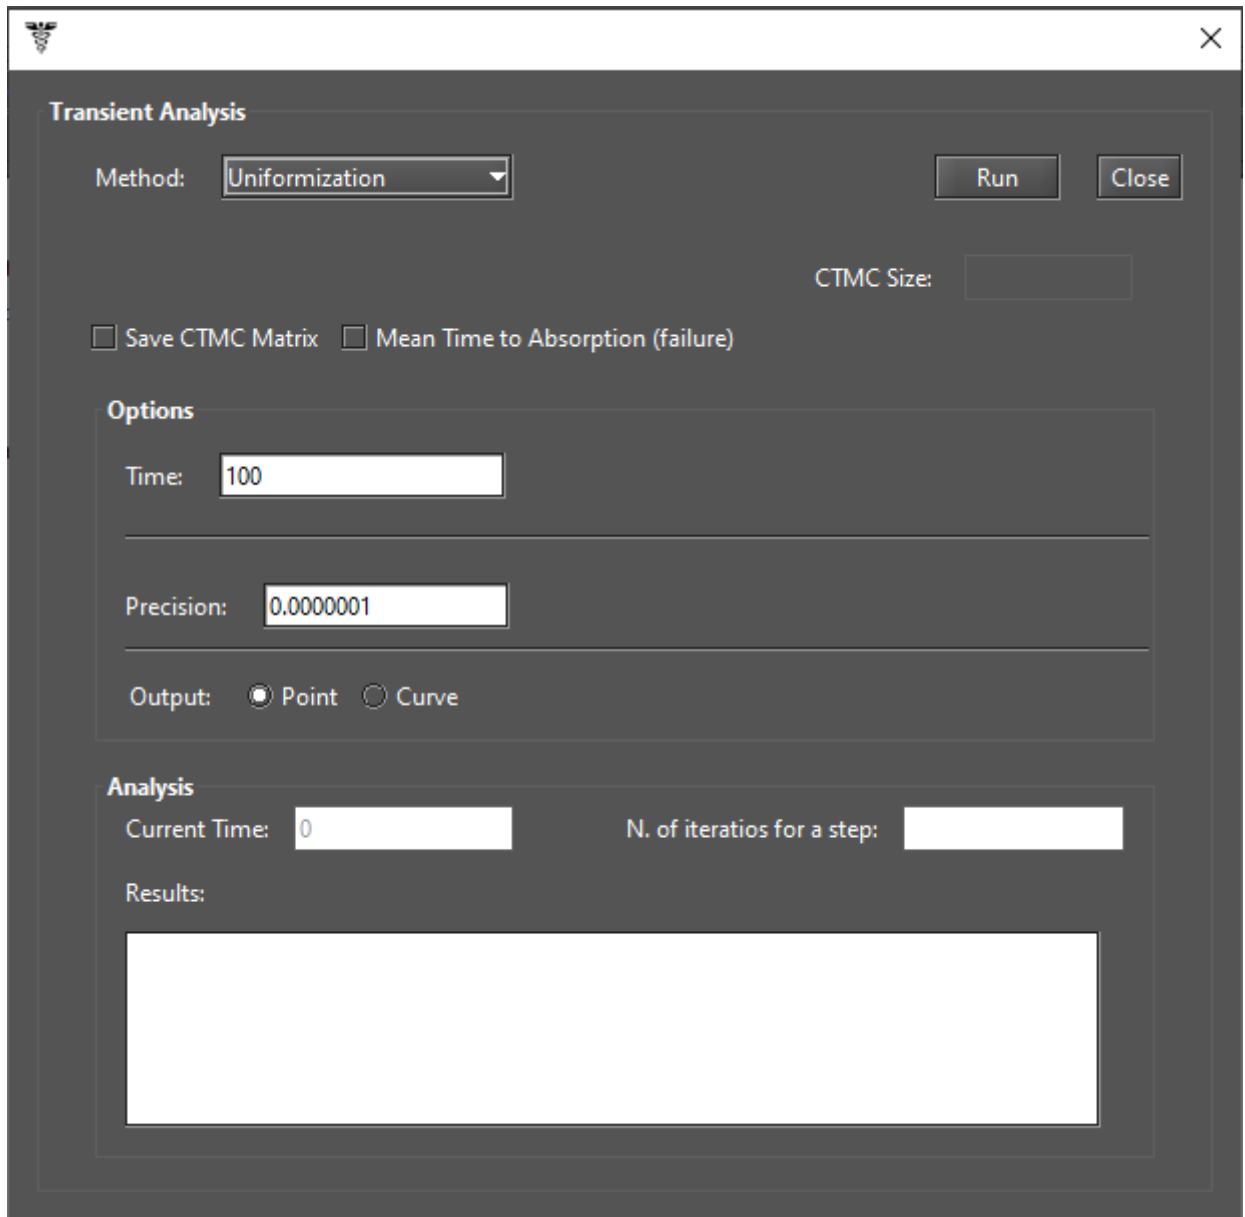 Transient Analysis
Method: Uniformization Run Close
CTMC Size:
Save CTMC Matrix Mean Time to Absorption (failure)
Options
Time: 100
Precision: 0.0000001
Output: Point Curve
Analysis
Current Time: 0 N. of iteratios for a step:
Results: